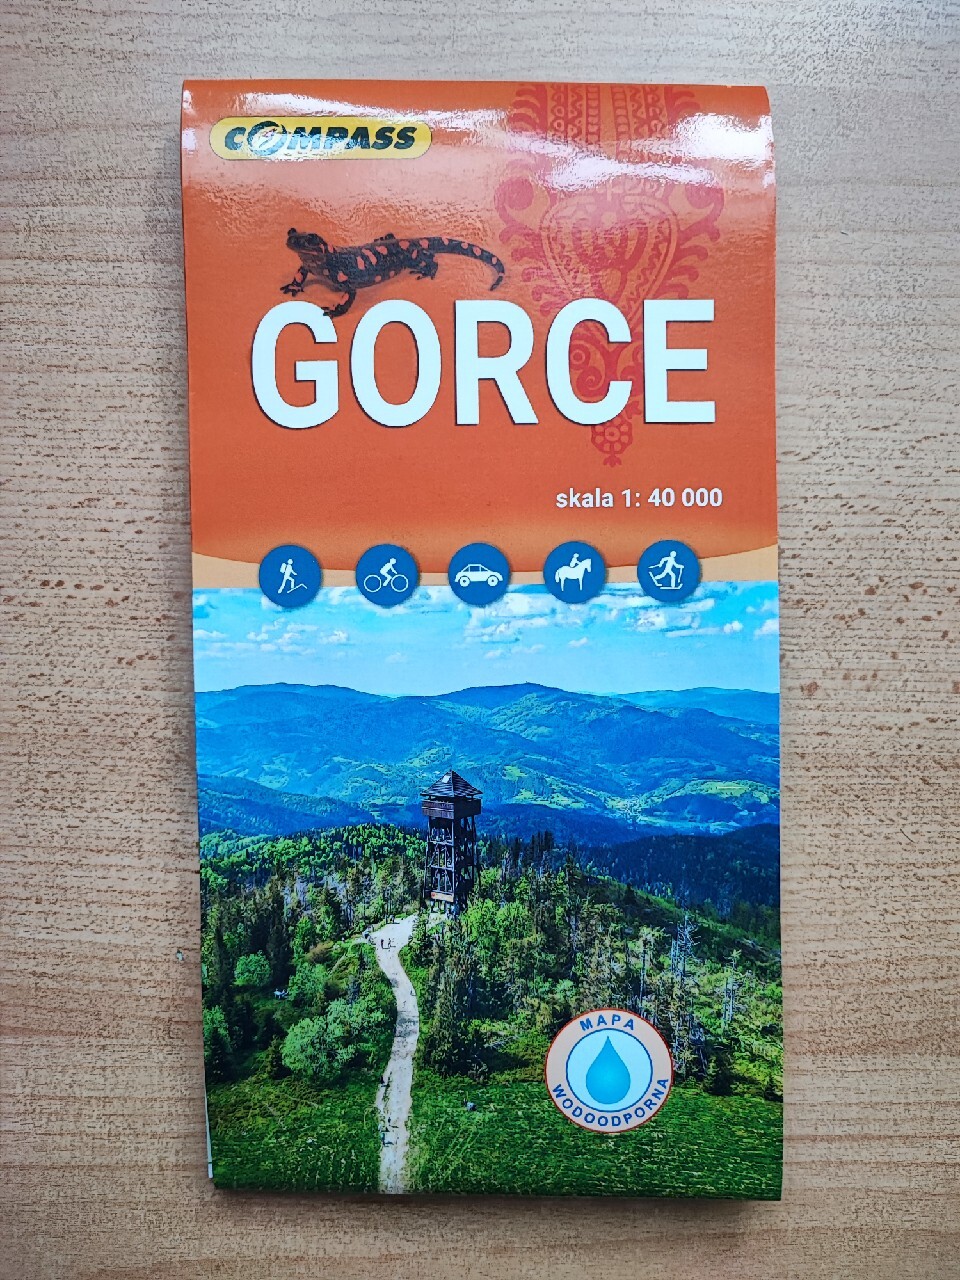 COMPASS
GORCE
skala 1: 40 000
MAPA
WODOODPORNA